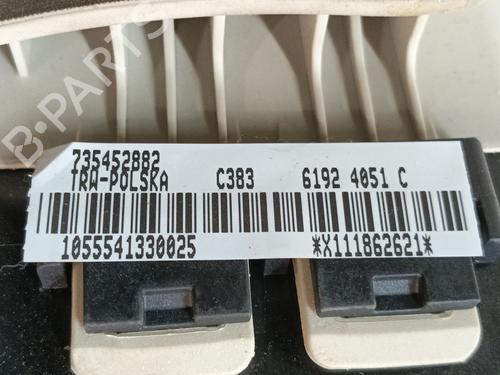 735452882
TRW-POLSKA C383 6192 4051 C
1055541330025 *X111862621*
B-PARTS